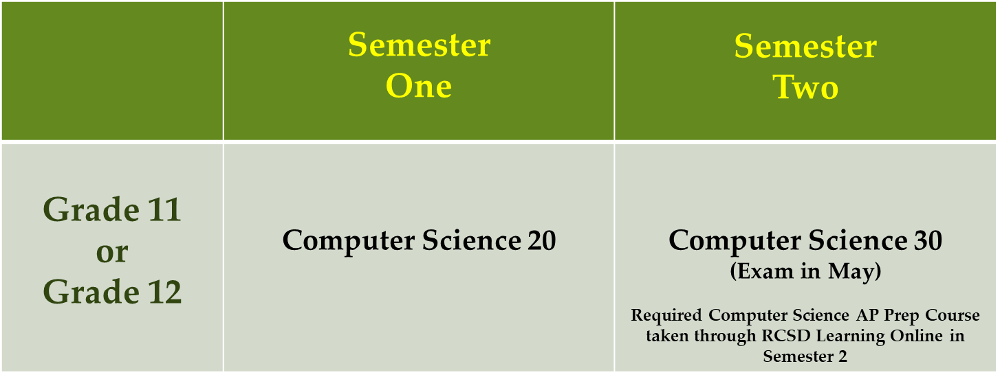 Semester
One
Semester
Two
Grade 11
or
Grade 12
Computer Science 20
Computer Science 30
(Exam in May)
Required Computer Science AP Prep Course
taken through RCSD Learning Online in
Semester 2